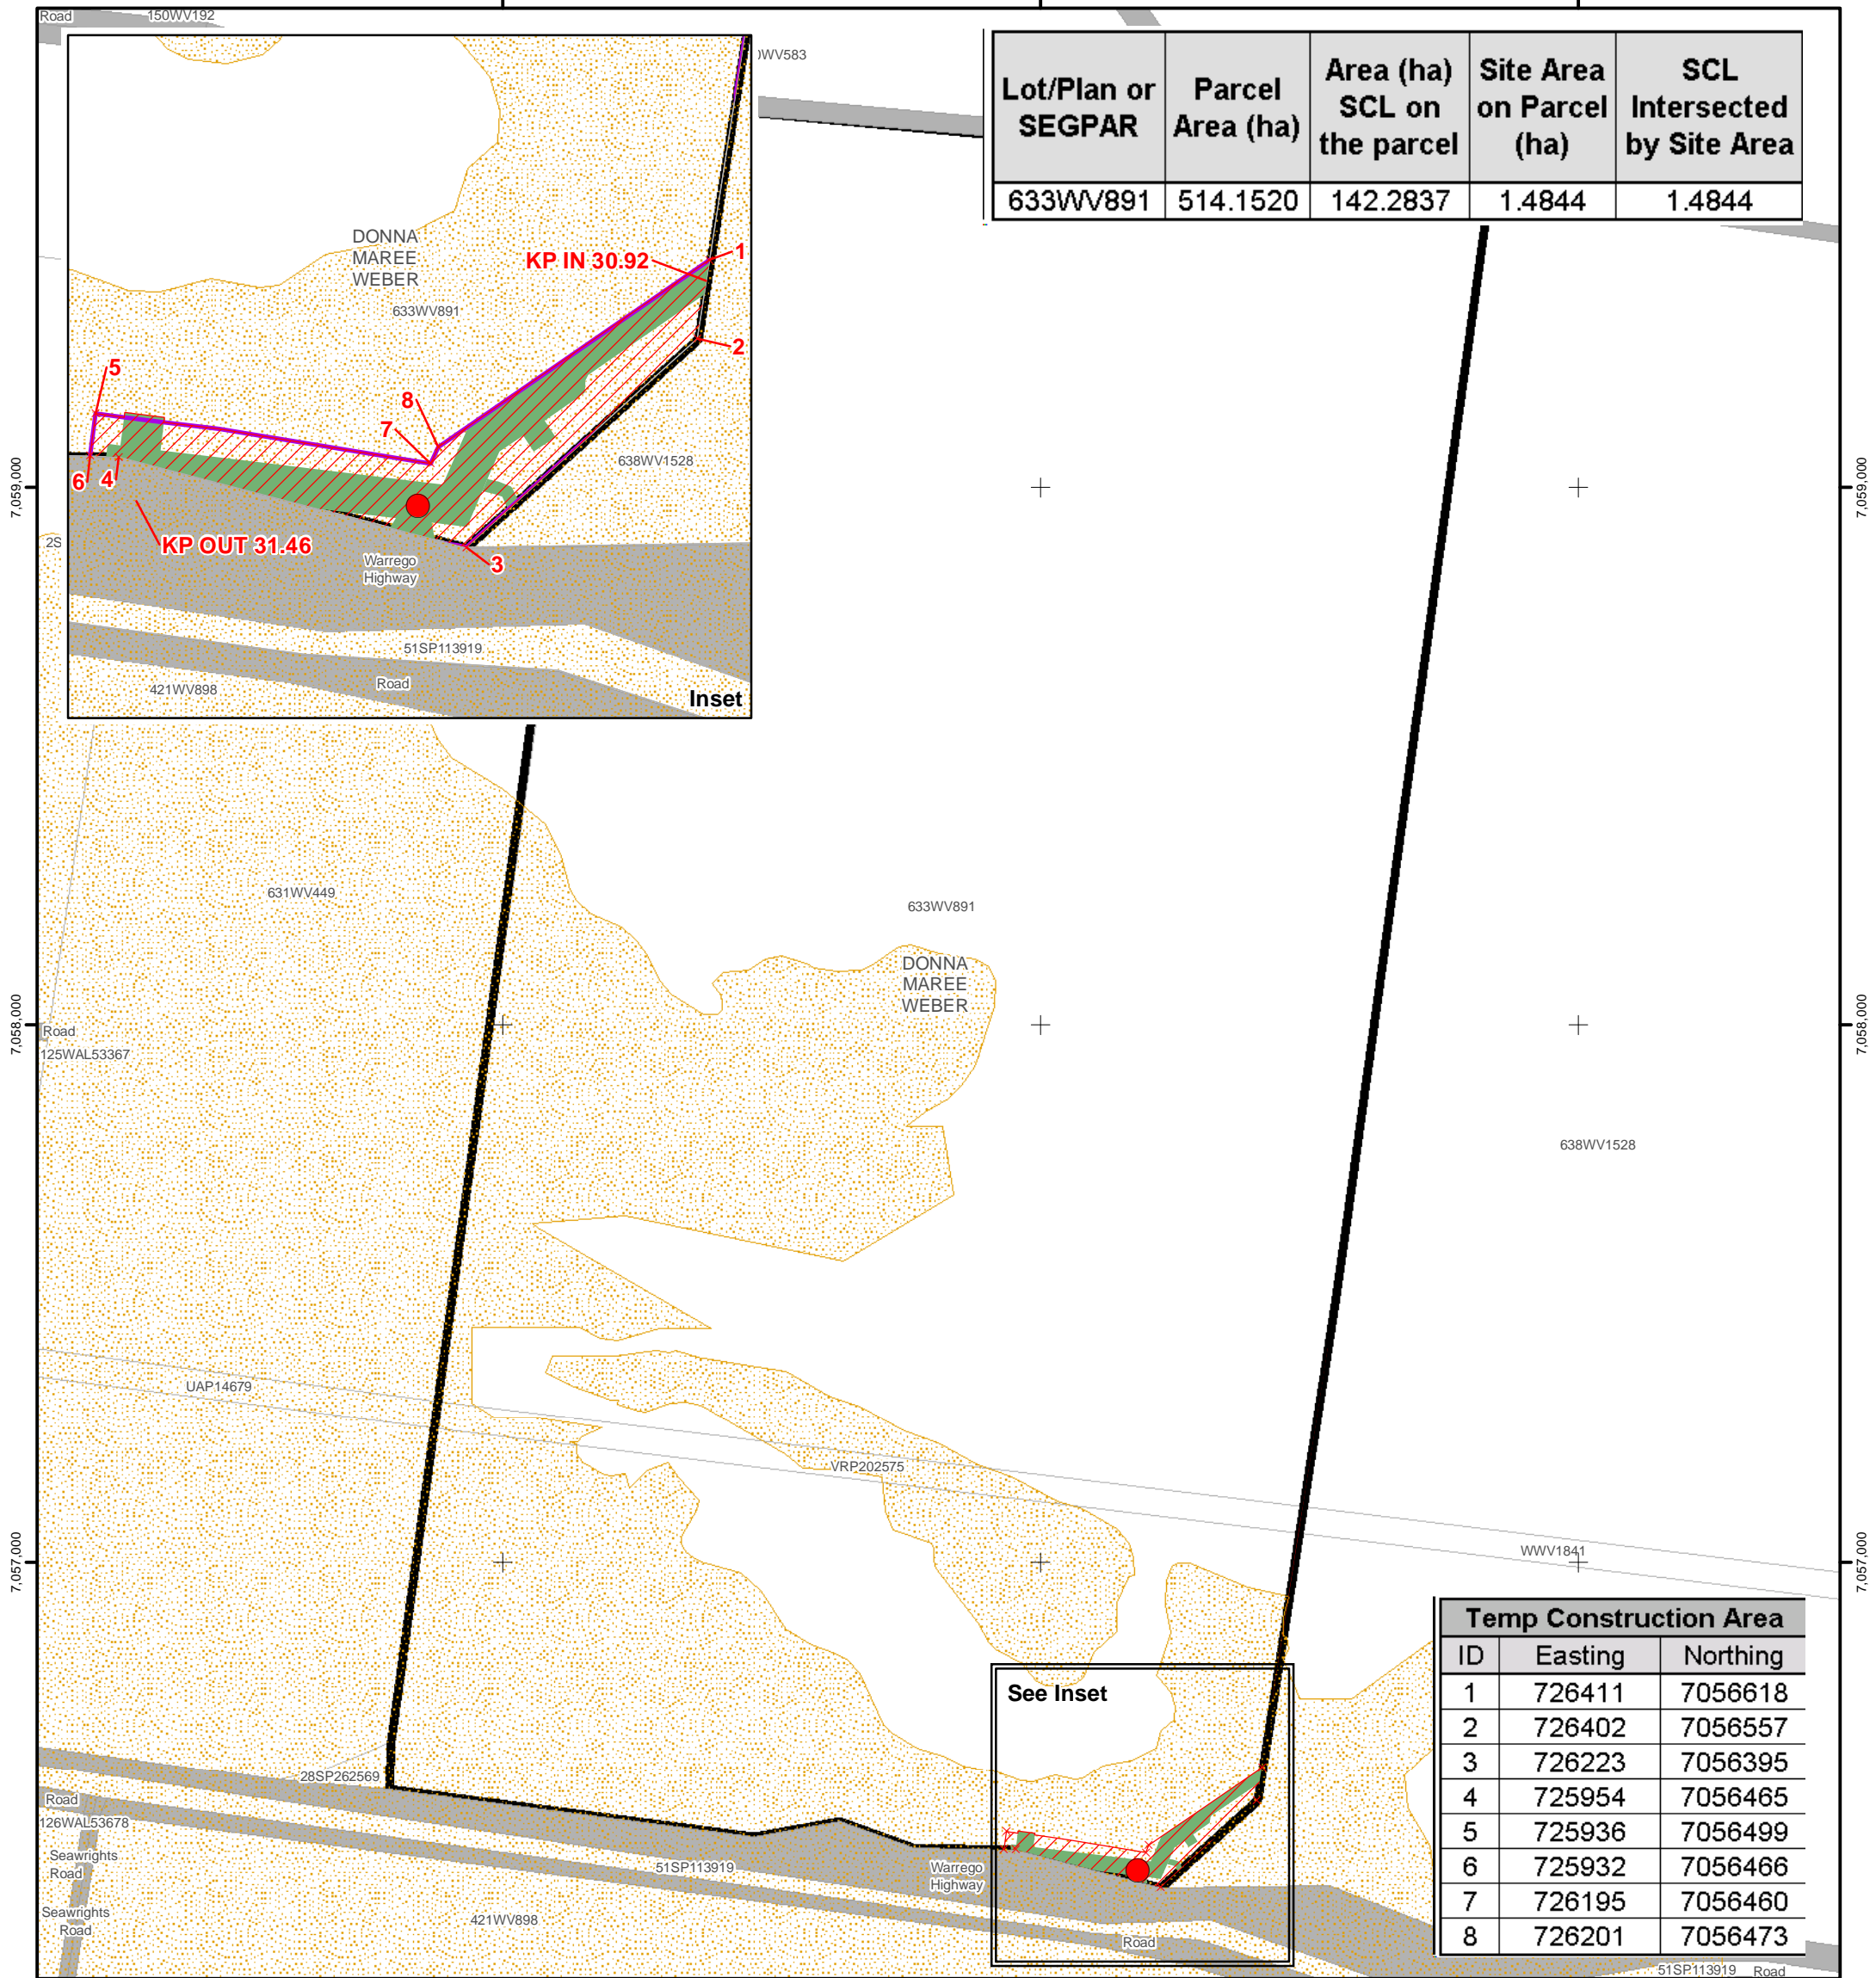 Road
150WV192
WV583
Lot/Plan or SEGPAR | Parcel Area (ha) | Area (ha) SCL on the parcel | Site Area on Parcel (ha) | SCL Intersected by Site Area
633WV891 | 514.1520 | 142.2837 | 1.4844 | 1.4844
DONNA
MAREE
WEBER
633WV891
KP IN 30.92
1
2
5
8
7
638WV1528
6
4
KP OUT 31.46
3
Warrego
Highway
51SP113919
Road
421WV898
Inset
7,059,000
7,059,000
2S
631WV449
633WV891
DONNA
MAREE
WEBER
7,058,000
7,058,000
Road
125WAL53367
638WV1528
UAP14679
VRP202575
WWV1841
7,057,000
7,057,000
See Inset
28SP262569
Road
126WAL53678
Seawrights
Road
Seawrights
Road
51SP113919
Warrego
Highway
421WV898
Road
51SP113919
Road
Temp Construction Area
ID | Easting | Northing
1 | 726411 | 7056618
2 | 726402 | 7056557
3 | 726223 | 7056395
4 | 725954 | 7056465
5 | 725936 | 7056499
6 | 725932 | 7056466
7 | 726195 | 7056460
8 | 726201 | 7056473